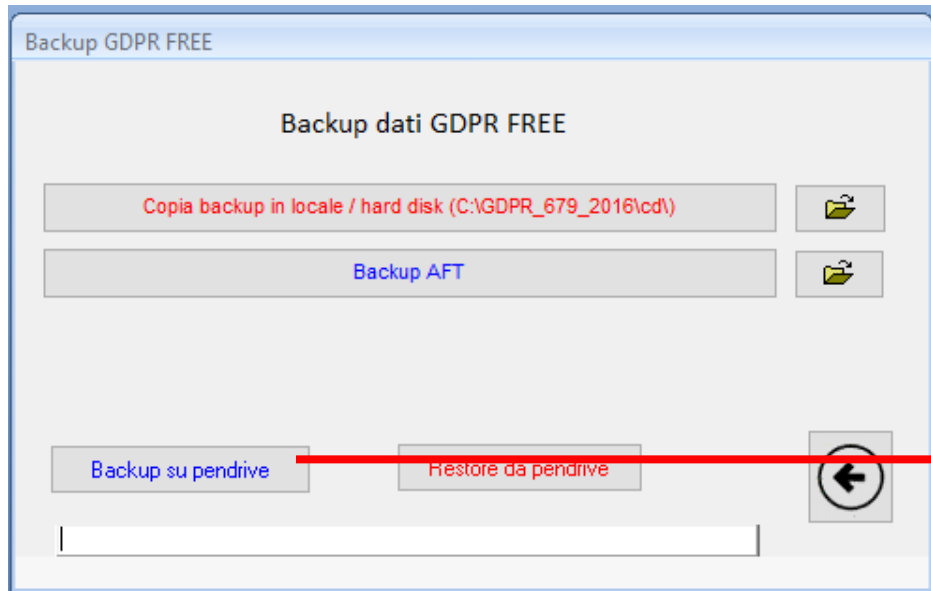 Backup GDPR FREE
Backup dati GDPR FREE
Copia backup in locale / hard disk (C:\GDPR_679_2016\cd\)
Backup AFT
Backup su pendrive
Restore da pendrive